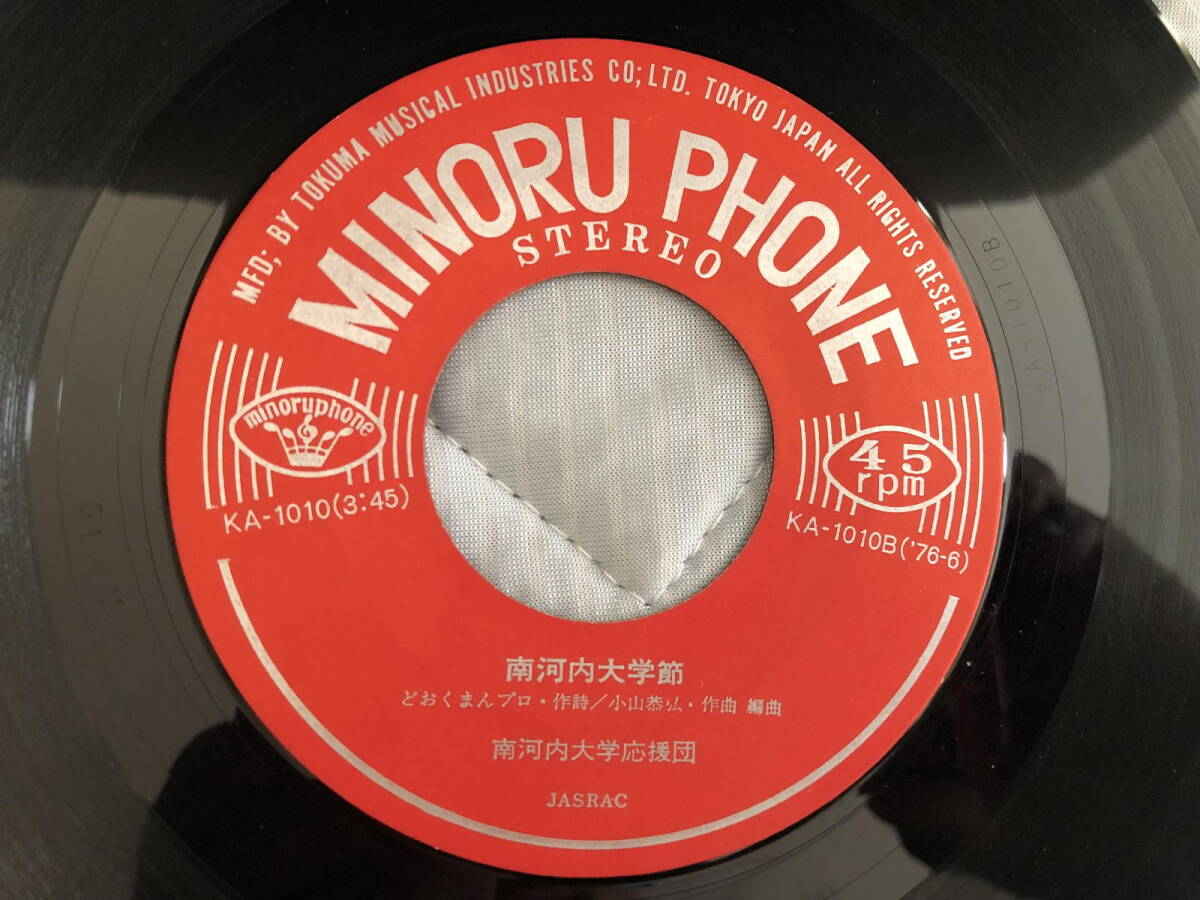 MFD; BY TOKUMA MUSICAL INDUSTRIES CO;LTD. TOKYO JAPAN ALL RIGHTS RESERVED
MINORU PHONE
STEREO
minoruphone
45
rpm
KA-1010(3:45)
KA-1010B('76-6)
南河内大学節
どおくまんプロ・作詩/小山恭弘・作曲 編曲
南河内大学応援団
JASRAC
KA-1010B